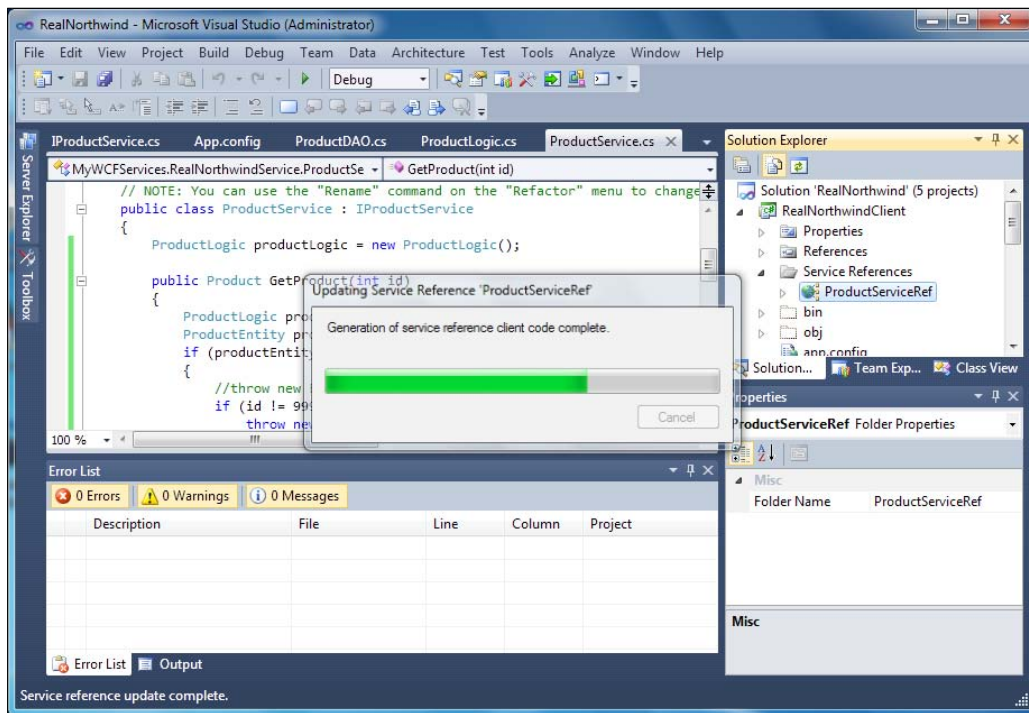 RealNorthwind - Microsoft Visual Studio (Administrator)
File Edit View Project Build Debug Team Data Architecture Test Tools Analyze Window Help
Debug
IProductService.cs App.config ProductDAO.cs ProductLogic.cs ProductService.cs
MyWCFServices.RealNorthwindService.ProductSe GetProduct(int id)
// NOTE: You can use the "Rename" command on the "Refactor" menu to change
public class ProductService : IProductService
{
ProductLogic productLogic = new ProductLogic();
public Product GetProduct(int id)
{
ProductLogic pro
ProductEntity pr
if (productEntit
{
//throw new
if (id != 99
throw ne
100 %
Server Explorer
Toolbox
Updating Service Reference 'ProductServiceRef'
Generation of service reference client code complete.
Cancel
Solution Explorer
Solution 'RealNorthwind' (5 projects)
RealNorthwindClient
Properties
References
Service References
ProductServiceRef
bin
obj
app.config
Solution... Team Exp... Class View
Properties
ProductServiceRef Folder Properties
Misc
Folder Name ProductServiceRef
Misc
Error List
0 Errors 0 Warnings 0 Messages
Description File Line Column Project
Error List Output
Service reference update complete.